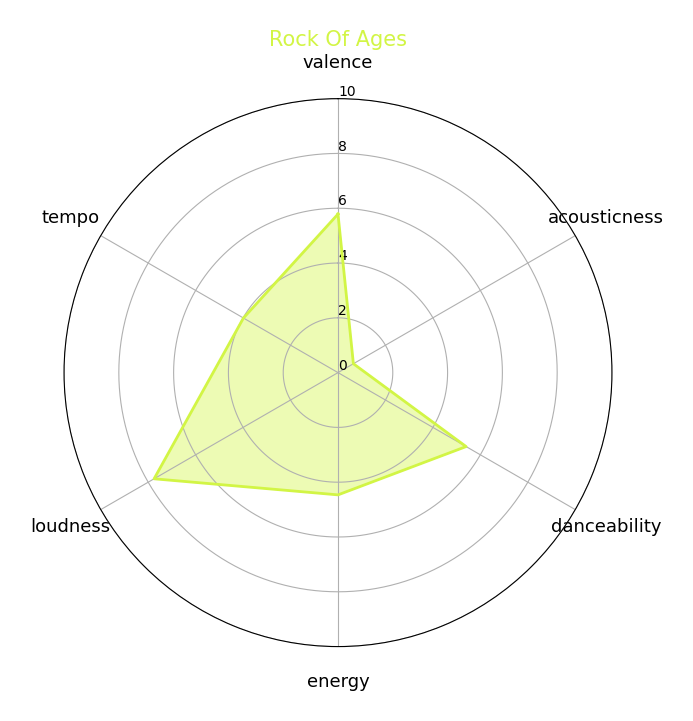 Rock Of Ages
valence
10
8
6
4
2
0
tempo
acousticness
loudness
danceability
energy